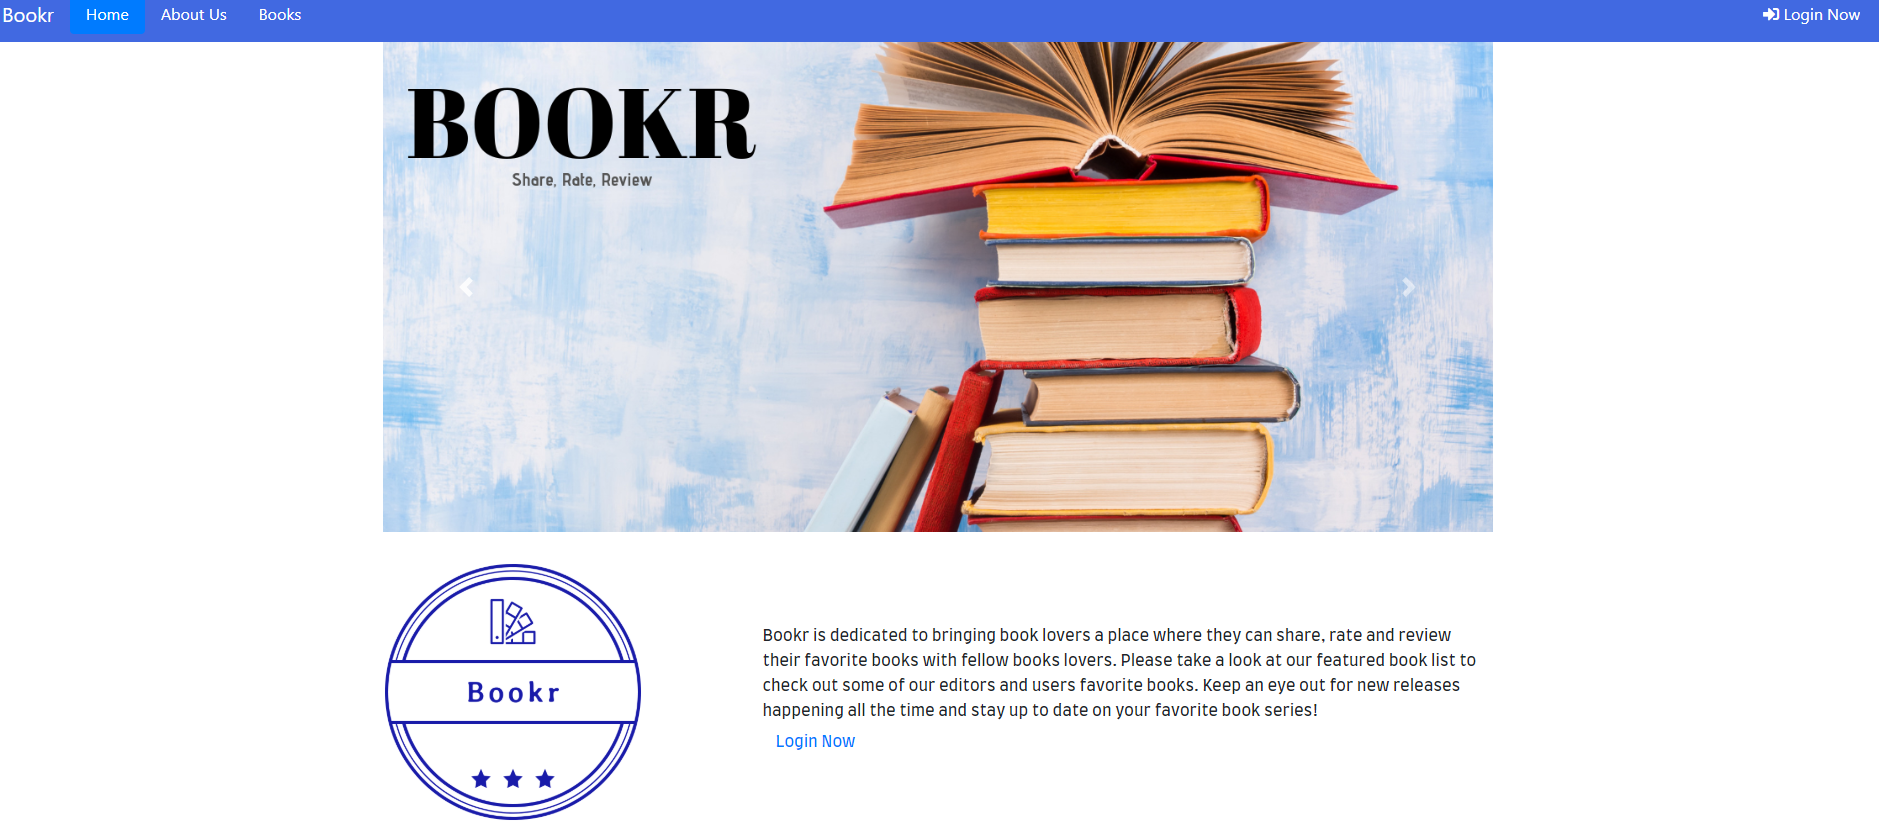 Bookr Home About Us Books Login Now
BOOKR
Share, Rate, Review
Bookr
Bookr is dedicated to bringing book lovers a place where they can share, rate and review
their favorite books with fellow books lovers. Please take a look at our featured book list to
check out some of our editors and users favorite books. Keep an eye out for new releases
happening all the time and stay up to date on your favorite book series!
Login Now